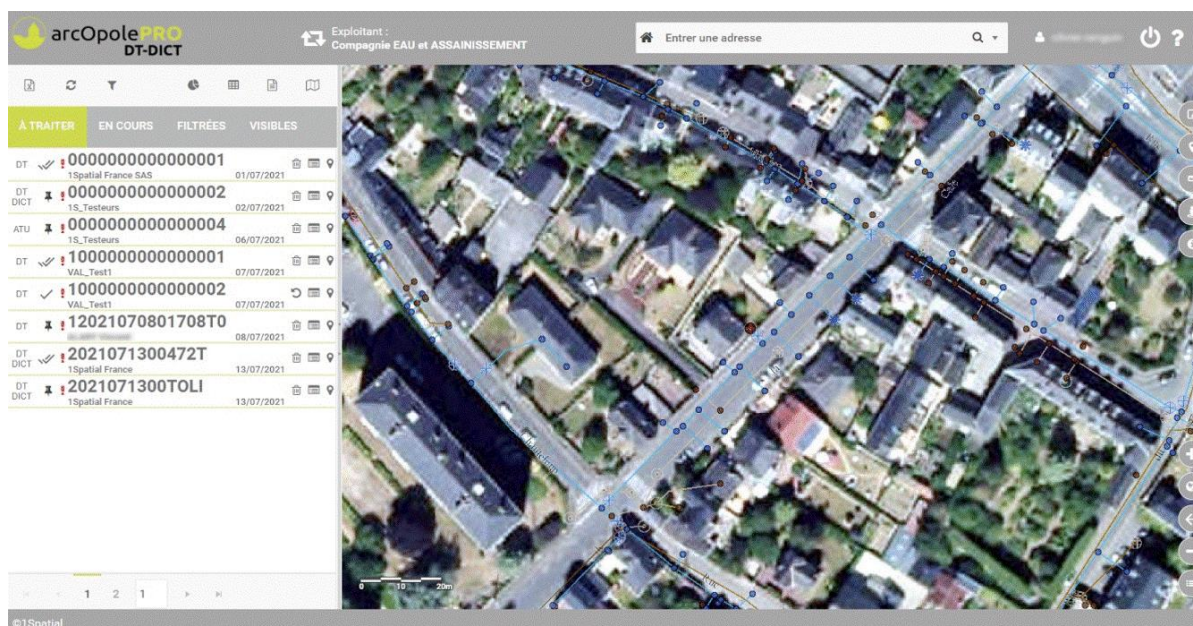 arcOpolePRO
DT-DICT
Exploitant :
Compagnie EAU et ASSAINISSEMENT
Entrer une adresse
?
À TRAITER EN COURS FILTRÉES VISIBLES
DT 0000000000000001
1Spatial France SAS 01/07/2021
DT DICT 0000000000000002
1S_Testeurs 02/07/2021
ATU 0000000000000004
1S_Testeurs 06/07/2021
DT 1000000000000001
VAL_Test1 07/07/2021
DT 1000000000000002
VAL_Test1 07/07/2021
DT 12021070801708T0
08/07/2021
DT DICT 2021071300472T
1Spatial France 13/07/2021
DT DICT 2021071300TOLI
1Spatial France 13/07/2021
0 10 20m
1 2 1
©1Spatial